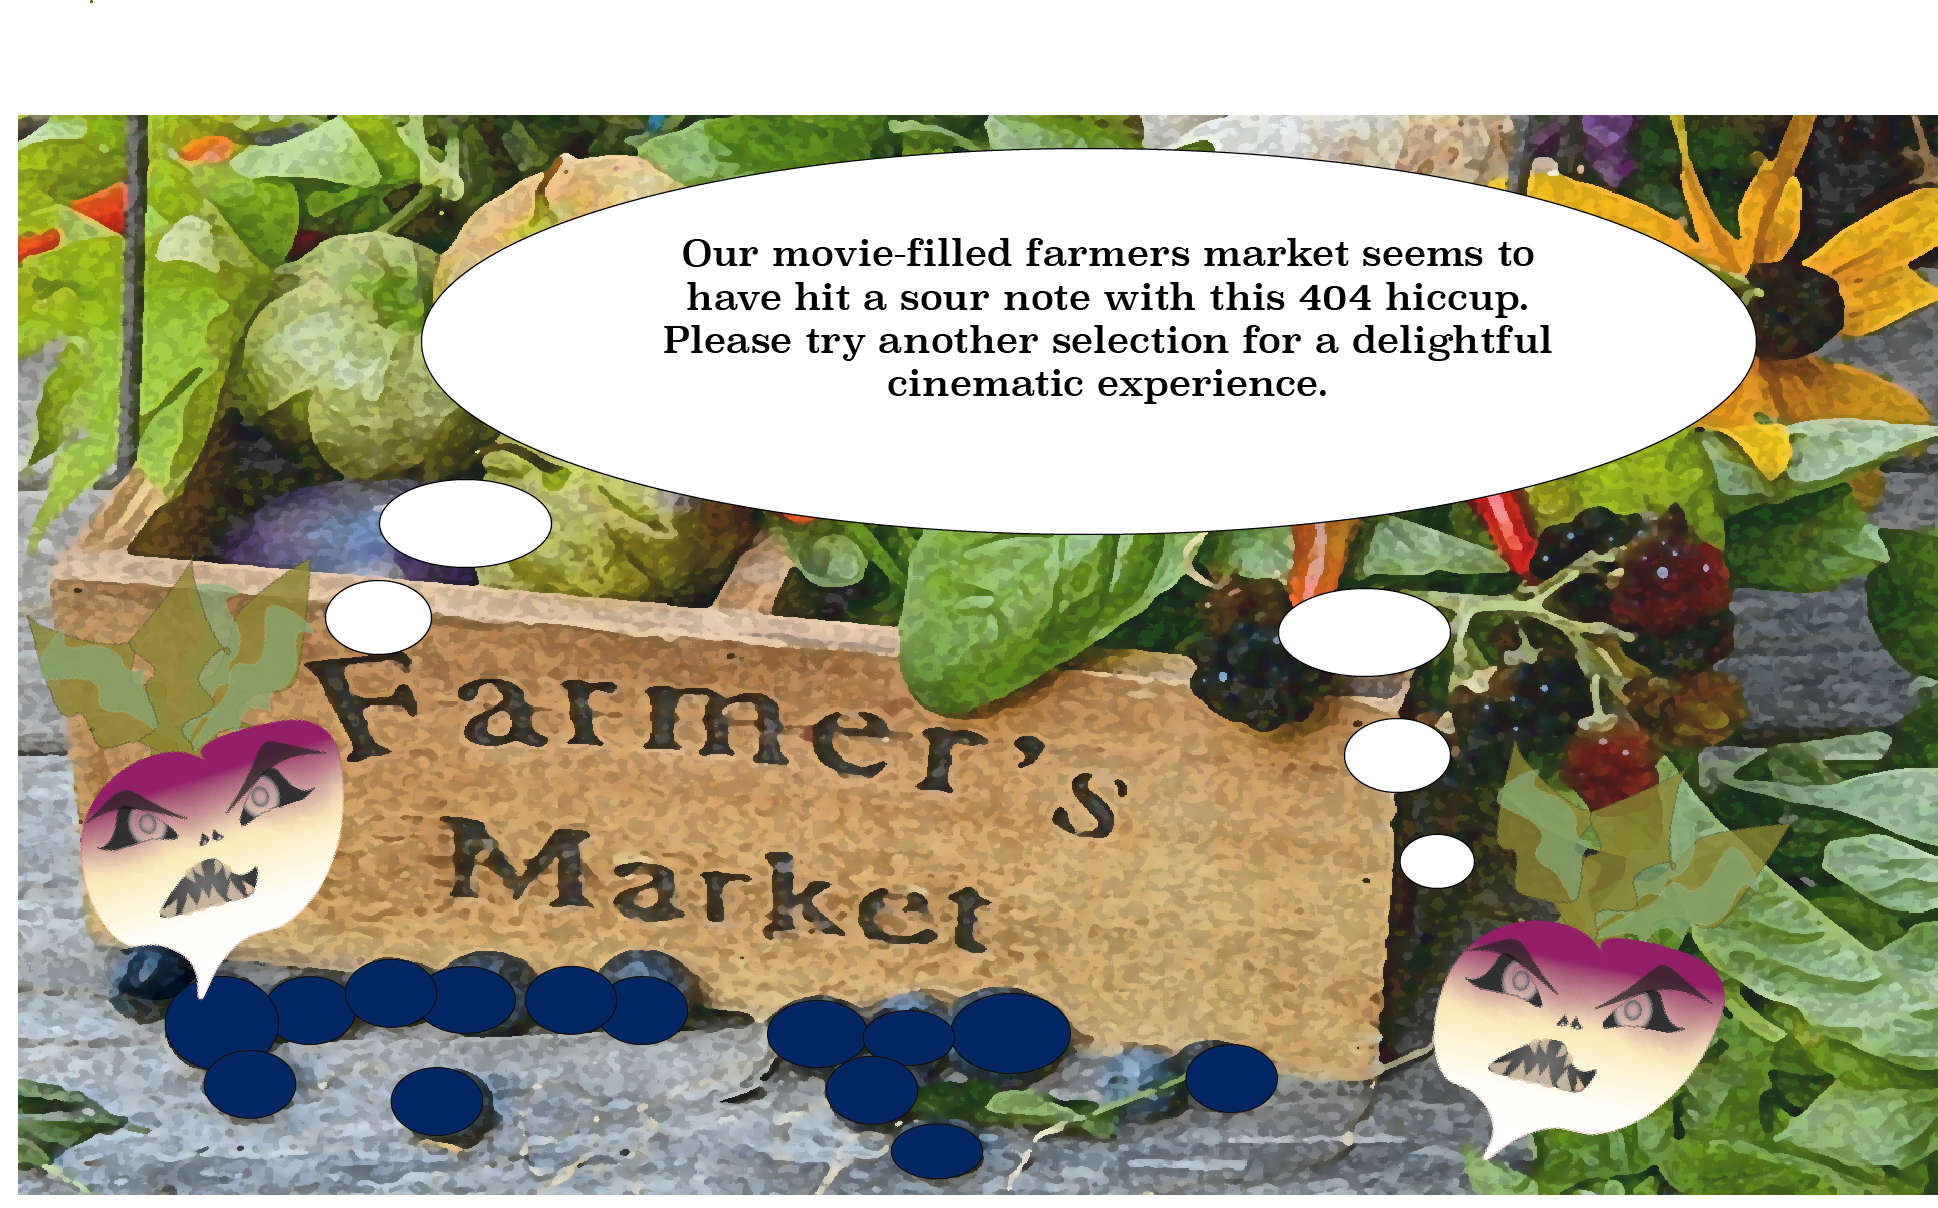 Our movie-filled farmers market seems to
have hit a sour note with this 404 hiccup.
Please try another selection for a delightful
cinematic experience.
Farmer's
Market